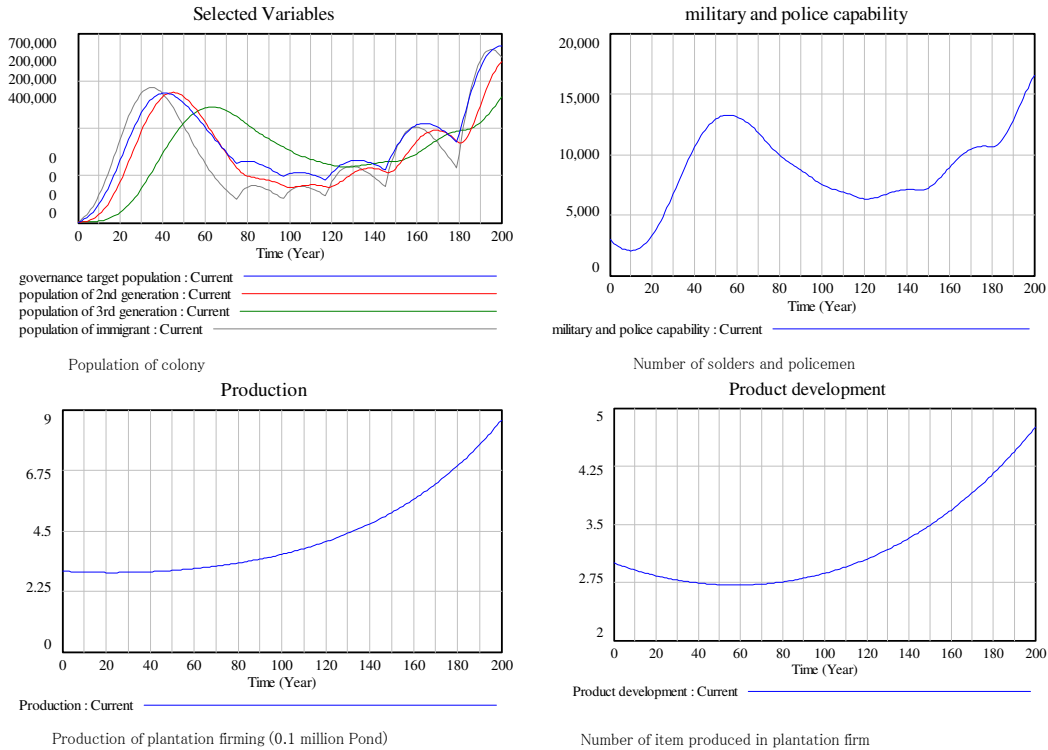 Selected Variables
700,000
200,000
200,000
400,000
0
0
0
0
0 20 40 60 80 100 120 140 160 180 200
Time (Year)
governance target population : Current
population of 2nd generation : Current
population of 3rd generation : Current
population of immigrant : Current
Population of colony
military and police capability
20,000
15,000
10,000
5,000
0
0 20 40 60 80 100 120 140 160 180 200
Time (Year)
military and police capability : Current
Number of solders and policemen
Production
9
6.75
4.5
2.25
0
0 20 40 60 80 100 120 140 160 180 200
Time (Year)
Production : Current
Production of plantation firming (0.1 million Pond)
Product development
5
4.25
3.5
2.75
2
0 20 40 60 80 100 120 140 160 180 200
Time (Year)
Product development : Current
Number of item produced in plantation firm